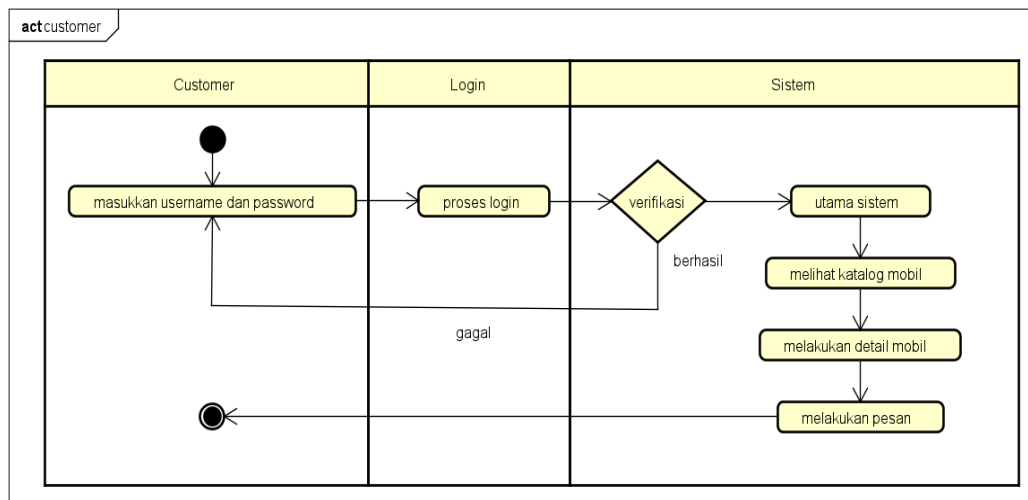 act customer
Customer
Login
Sistem
masukkan username dan password
proses login
verifikasi
utama sistem
berhasil
melihat katalog mobil
gagal
melakukan detail mobil
melakukan pesan